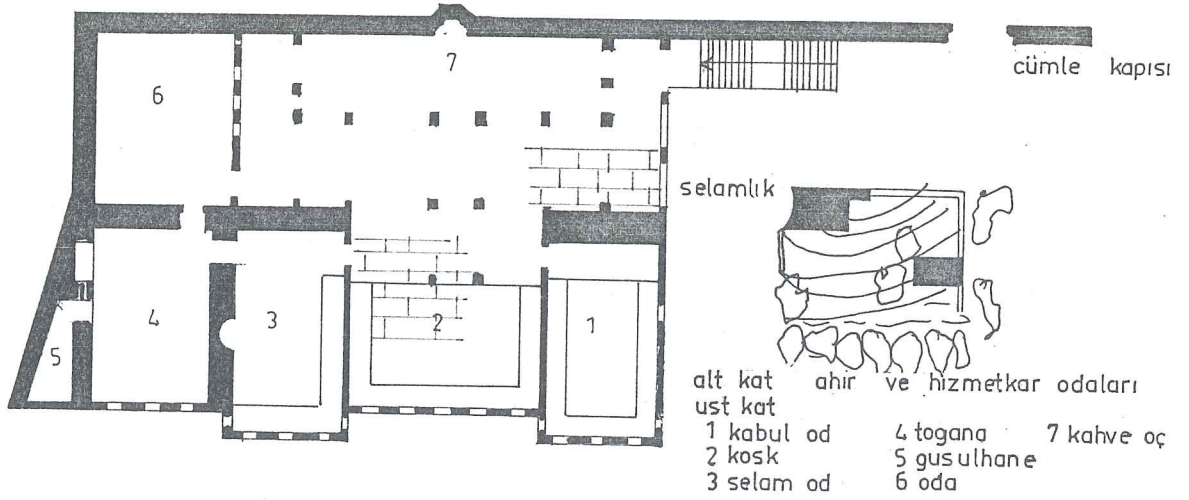 7
cümle kapısı
6
selamlık
4
3
2
1
5
alt kat ahır ve hizmetkar odaları
ust kat
1 kabul od 4 togana 7 kahve oç
2 kosk 5 gusulhane
3 selam od 6 oda